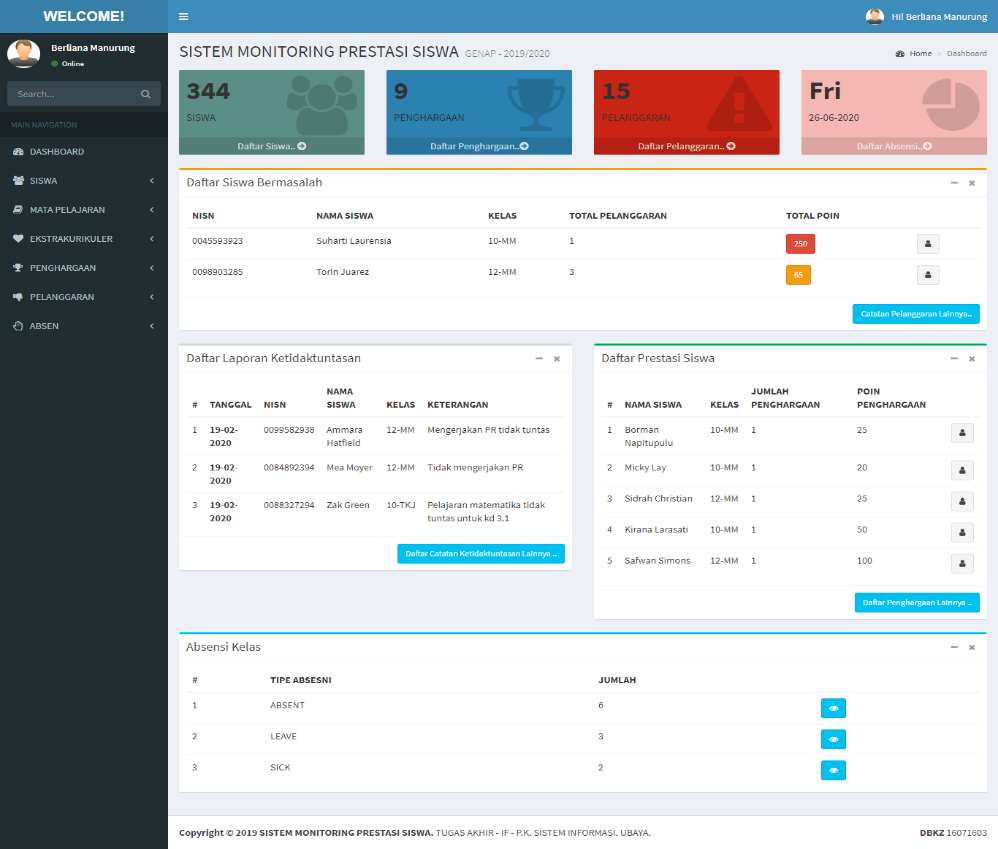 WELCOME!
Hi! Berliana Manurung
Berliana Manurung
Online
Search...
MAIN NAVIGATION
DASHBOARD
SISWA
MATA PELAJARAN
EKSTRAKURIKULER
PENGHARGAAN
PELANGGARAN
ABSEN
SISTEM MONITORING PRESTASI SISWA GENAP - 2019/2020
Home > Dashboard
344
SISWA
Daftar Siswa..
9
PENGHARGAAN
Daftar Penghargaan..
15
PELANGGARAN
Daftar Pelanggaran..
Fri
26-06-2020
Daftar Absensi..
Daftar Siswa Bermasalah
NISN NAMA SISWA KELAS TOTAL PELANGGARAN TOTAL POIN
0045593923 Suharti Laurensia 10-MM 1 250
0098903285 Torin Juarez 12-MM 3 65
Catatan Pelanggaran Lainnya..
Daftar Laporan Ketidaktuntasan
NAMA
# TANGGAL NISN SISWA KELAS KETERANGAN
1 19-02- 0099582938 Ammara 12-MM Mengerjakan PR tidak tuntas
2020 Hatfield
2 19-02- 0084892394 Mea Moyer 12-MM Tidak mengerjakan PR
2020
3 19-02- 0088327294 Zak Green 10-TKJ Pelajaran matematika tidak
2020 tuntas untuk kd 3.1
Daftar Catatan Ketidaktuntasan Lainnya ..
Daftar Prestasi Siswa
JUMLAH POIN
# NAMA SISWA KELAS PENGHARGAAN PENGHARGAAN
1 Borman 10-MM 1 25
Napitupulu
2 Micky Lay 10-MM 1 20
3 Sidrah Christian 12-MM 1 25
4 Kirana Larasati 10-MM 1 50
5 Safwan Simons 12-MM 1 100
Daftar Penghargaan Lainnya ..
Absensi Kelas
# TIPE ABSESNI JUMLAH
1 ABSENT 6
2 LEAVE 3
3 SICK 2
Copyright © 2019 SISTEM MONITORING PRESTASI SISWA. TUGAS AKHIR - IF - P.K. SISTEM INFORMASI. UBAYA.
DBKZ 16071603